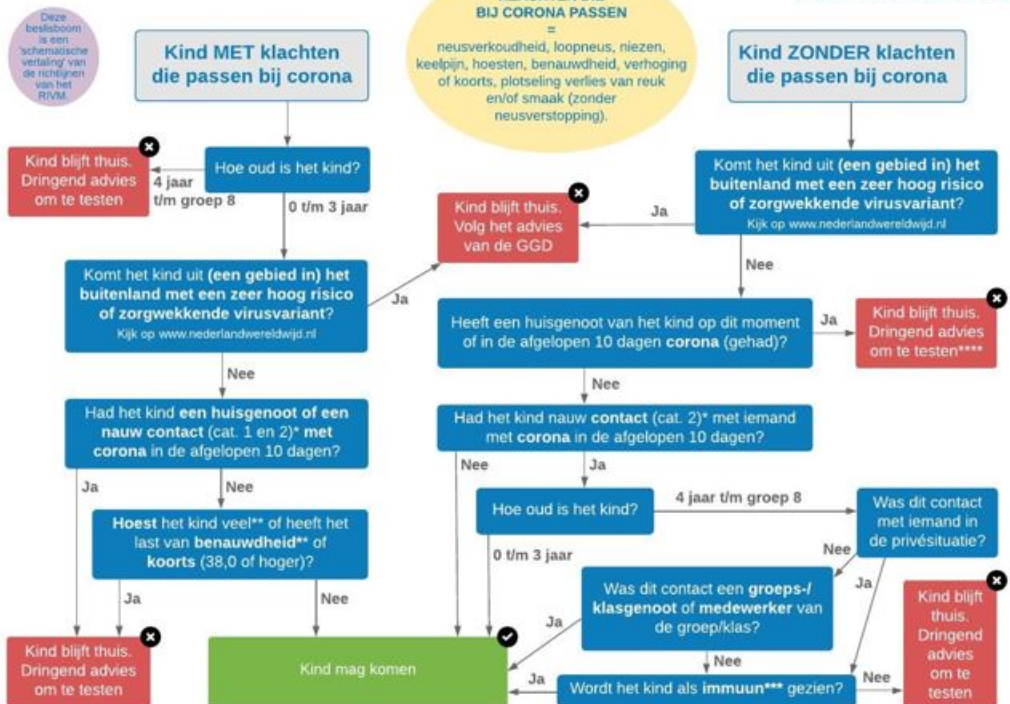 Deze
beslisboom
is een
'schematische
vertaling' van
de richtlijnen
van het
RIVM.
Kind MET klachten
die passen bij corona
BIJ CORONA PASSEN
=
neusverkoudheid, loopneus, niezen,
keelpijn, hoesten, benauwdheid, verhoging
of koorts, plotseling verlies van reuk
en/of smaak (zonder
neusverstopping).
Kind ZONDER klachten
die passen bij corona
Kind blijft thuis.
Dringend advies
om te testen
4 jaar
t/m groep 8
Hoe oud is het kind?
0 t/m 3 jaar
Kind blijft thuis.
Volg het advies
van de GGD
Ja
Komt het kind uit (een gebied in) het
buitenland met een zeer hoog risico
of zorgwekkende virusvariant?
Kijk op www.nederlandwereldwijd.nl
Nee
Komt het kind uit (een gebied in) het
buitenland met een zeer hoog risico
of zorgwekkende virusvariant?
Kijk op www.nederlandwereldwijd.nl
Ja
Nee
Heeft een huisgenoot van het kind op dit moment
of in de afgelopen 10 dagen corona (gehad)?
Ja
Kind blijft thuis.
Dringend advies
om te testen****
Nee
Had het kind een huisgenoot of een
nauw contact (cat. 1 en 2)* met
corona in de afgelopen 10 dagen?
Ja
Nee
Had het kind nauw contact (cat. 2)* met iemand
met corona in de afgelopen 10 dagen?
Nee
Ja
Hoe oud is het kind?
4 jaar t/m groep 8
0 t/m 3 jaar
Was dit contact
met iemand in
de privésituatie?
Nee
Ja
Hoest het kind veel** of heeft het
last van benauwdheid** of
koorts (38,0 of hoger)?
Ja
Nee
Was dit contact een groeps-/
klasgenoot of medewerker van
de groep/klas?
Ja
Nee
Kind blijft
thuis.
Dringend
advies
om te
testen
Kind blijft thuis.
Dringend advies
om te testen
Kind mag komen
Ja
Wordt het kind als immuun*** gezien?
Nee